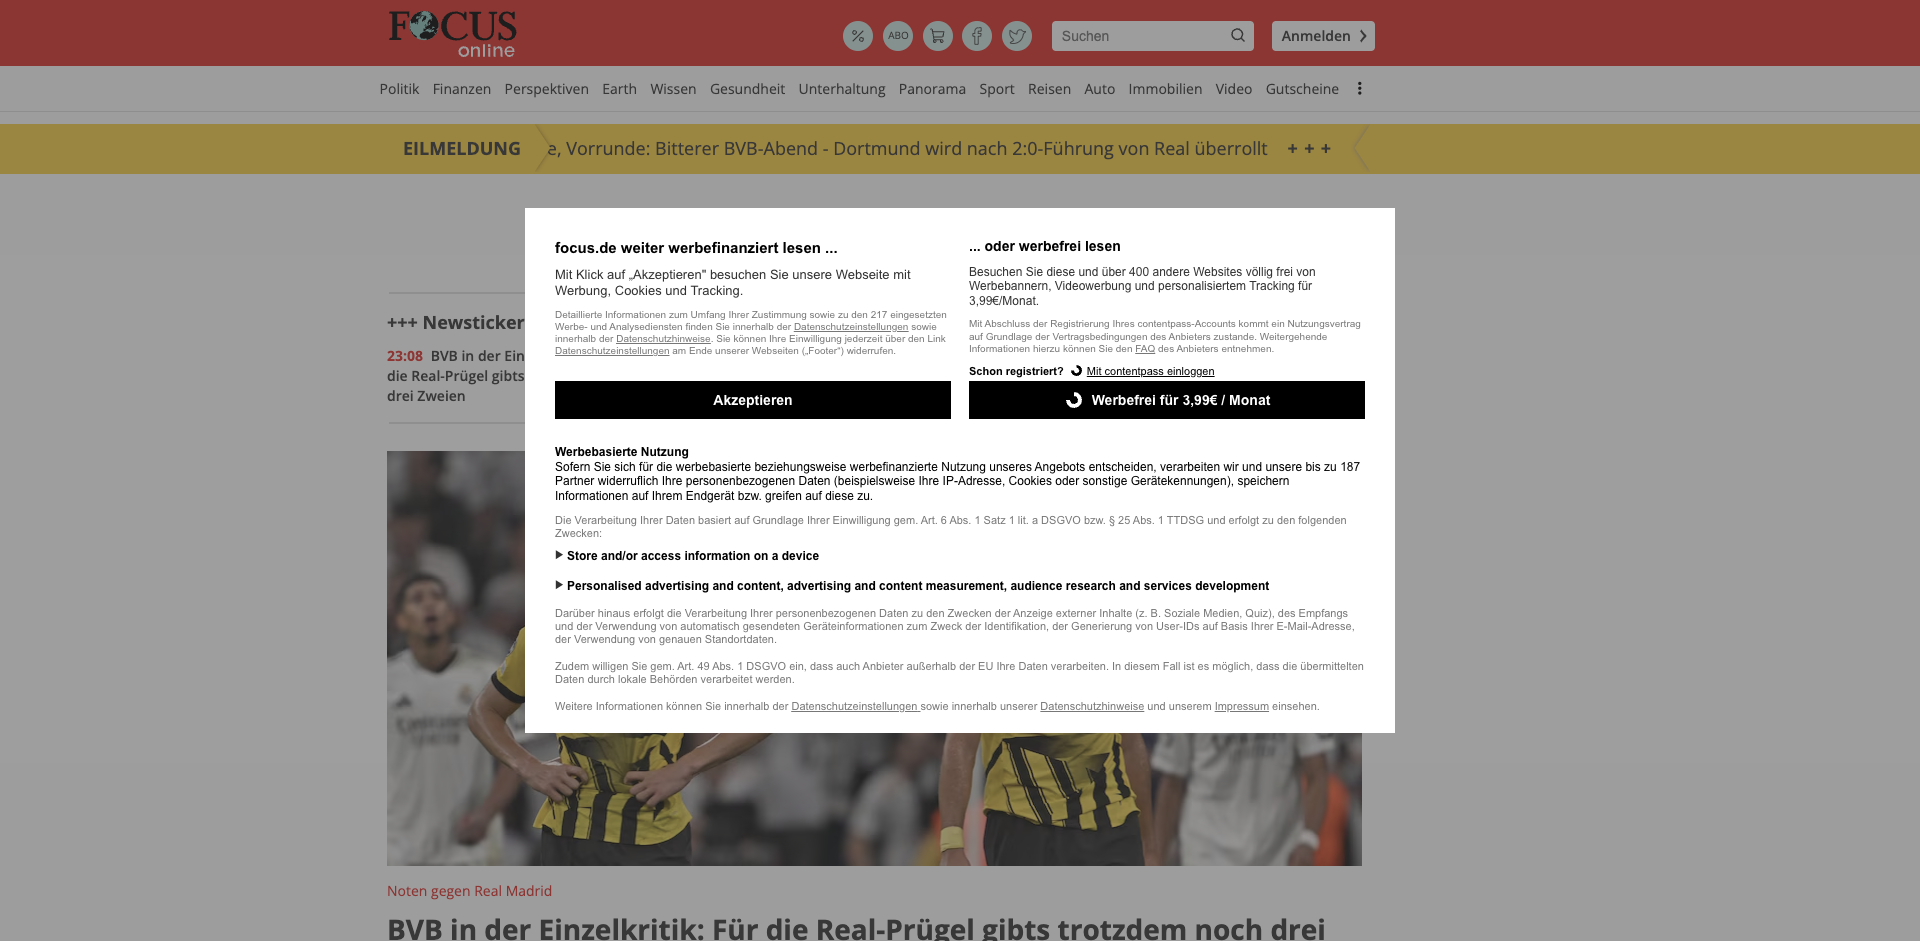 FOCUS
online
ABO
Suchen
Anmelden
Politik Finanzen Perspektiven Earth Wissen Gesundheit Unterhaltung Panorama Sport Reisen Auto Immobilien Video Gutscheine
EILMELDUNG e, Vorrunde: Bitterer BVB-Abend - Dortmund wird nach 2:0-Führung von Real überrollt + + +
+++ Newsticker
23:08 BVB in der Ein
die Real-Prügel gibts
drei Zweien
focus.de weiter werbefinanziert lesen ...
Mit Klick auf „Akzeptieren" besuchen Sie unsere Webseite mit
Werbung, Cookies und Tracking.
Detaillierte Informationen zum Umfang Ihrer Zustimmung sowie zu den 217 eingesetzten
Werbe- und Analysediensten finden Sie innerhalb der Datenschutzeinstellungen sowie
innerhalb der Datenschutzhinweise. Sie können Ihre Einwilligung jederzeit über den Link
Datenschutzeinstellungen am Ende unserer Webseiten („Footer“) widerrufen.
Akzeptieren
... oder werbefrei lesen
Besuchen Sie diese und über 400 andere Websites völlig frei von
Werbebannern, Videowerbung und personalisiertem Tracking für
3,99€/Monat.
Mit Abschluss der Registrierung Ihres contentpass-Accounts kommt ein Nutzungsvertrag
auf Grundlage der Vertragsbedingungen des Anbieters zustande. Weitergehende
Informationen hierzu können Sie den FAQ des Anbieters entnehmen.
Schon registriert? Mit contentpass einloggen
Werbefrei für 3,99€ / Monat
Werbebasierte Nutzung
Sofern Sie sich für die werbebasierte beziehungsweise werbefinanzierte Nutzung unseres Angebots entscheiden, verarbeiten wir und unsere bis zu 187
Partner widerruflich Ihre personenbezogenen Daten (beispielsweise Ihre IP-Adresse, Cookies oder sonstige Gerätekennungen), speichern
Informationen auf Ihrem Endgerät bzw. greifen auf diese zu.
Die Verarbeitung Ihrer Daten basiert auf Grundlage Ihrer Einwilligung gem. Art. 6 Abs. 1 Satz 1 lit. a DSGVO bzw. § 25 Abs. 1 TTDSG und erfolgt zu den folgenden
Zwecken:
Store and/or access information on a device
Personalised advertising and content, advertising and content measurement, audience research and services development
Darüber hinaus erfolgt die Verarbeitung Ihrer personenbezogenen Daten zu den Zwecken der Anzeige externer Inhalte (z. B. Soziale Medien, Quiz), des Empfangs
und der Verwendung von automatisch gesendeten Geräteinformationen zum Zweck der Identifikation, der Generierung von User-IDs auf Basis Ihrer E-Mail-Adresse,
der Verwendung von genauen Standortdaten.
Zudem willigen Sie gem. Art. 49 Abs. 1 DSGVO ein, dass auch Anbieter außerhalb der EU Ihre Daten verarbeiten. In diesem Fall ist es möglich, dass die übermittelten
Daten durch lokale Behörden verarbeitet werden.
Weitere Informationen können Sie innerhalb der Datenschutzeinstellungen sowie innerhalb unserer Datenschutzhinweise und unserem Impressum einsehen.
Noten gegen Real Madrid
BVB in der Einzelkritik: Für die Real-Prügel gibts trotzdem noch drei